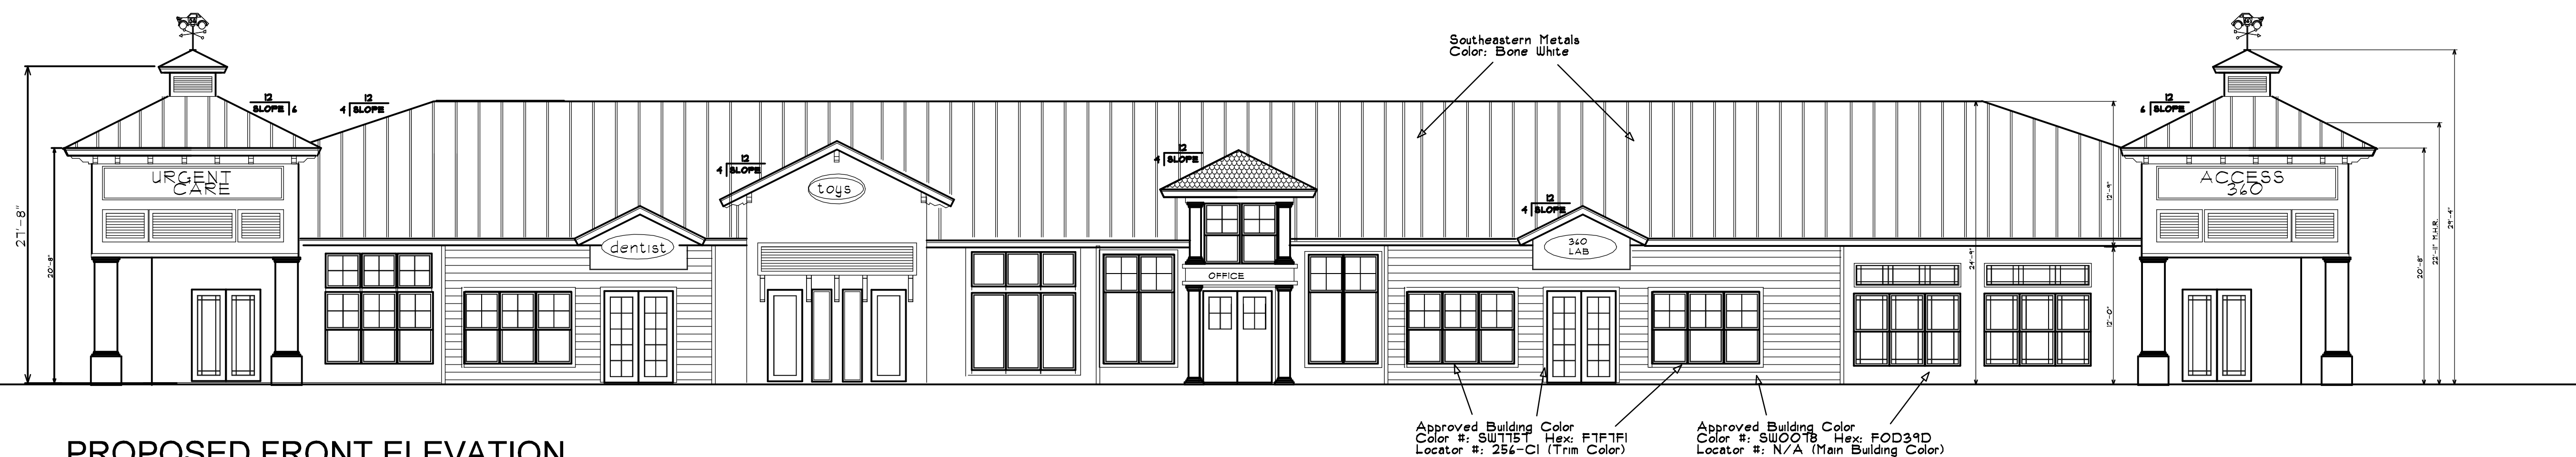 Southeastern Metals
Color: Bone White
12
SLOPE 6
12
4 SLOPE
12
6 SLOPE
12
4 SLOPE
12
4 SLOPE
12
4 SLOPE
URGENT
CARE
toys
dentist
OFFICE
360
LAB
ACCESS
360
27'-8"
20'-8"
24'-9"
12'-9"
12'-0"
20'-8"
22'-11" M.H.R.
29'-4"
Approved Building Color
Color #: SW7757 Hex: F7F7F1
Locator #: 256-C1 (Trim Color)
Approved Building Color
Color #: SW0078 Hex: F0D39D
Locator #: N/A (Main Building Color)
PROPOSED FRONT ELEVATION